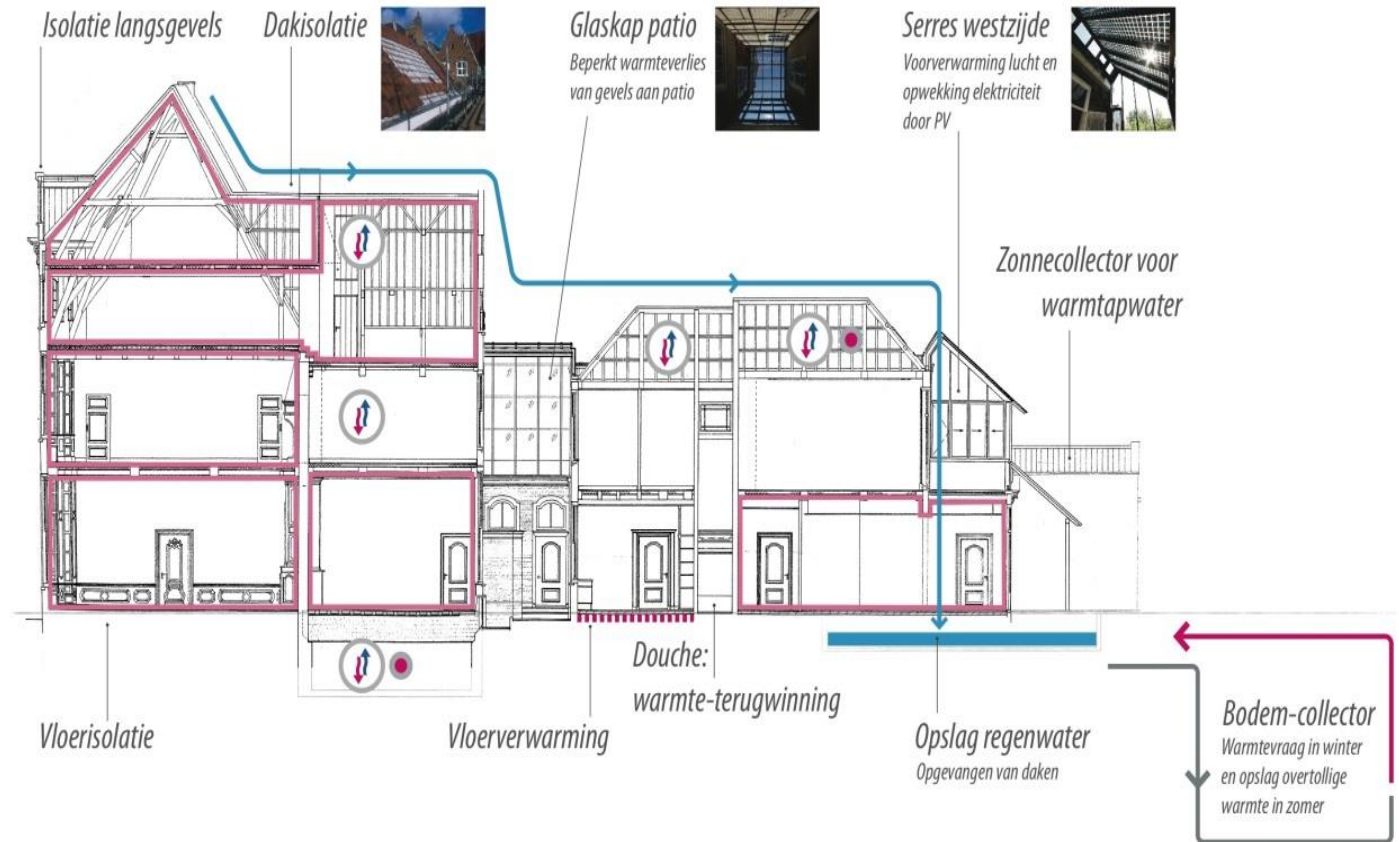 Isolatie langsgevels
Dakisolatie
Glaskap patio
Beperkt warmteverlies
van gevels aan patio
Serres westzijde
Voorverwarming lucht en
opwekking elektriciteit
door PV
Zonnecollector voor
warmtapwater
Vloerisolatie
Vloerverwarming
Douche:
warmte-terugwinning
Opslag regenwater
Opgevangen van daken
Bodem-collector
Warmtevraag in winter
en opslag overtollige
warmte in zomer